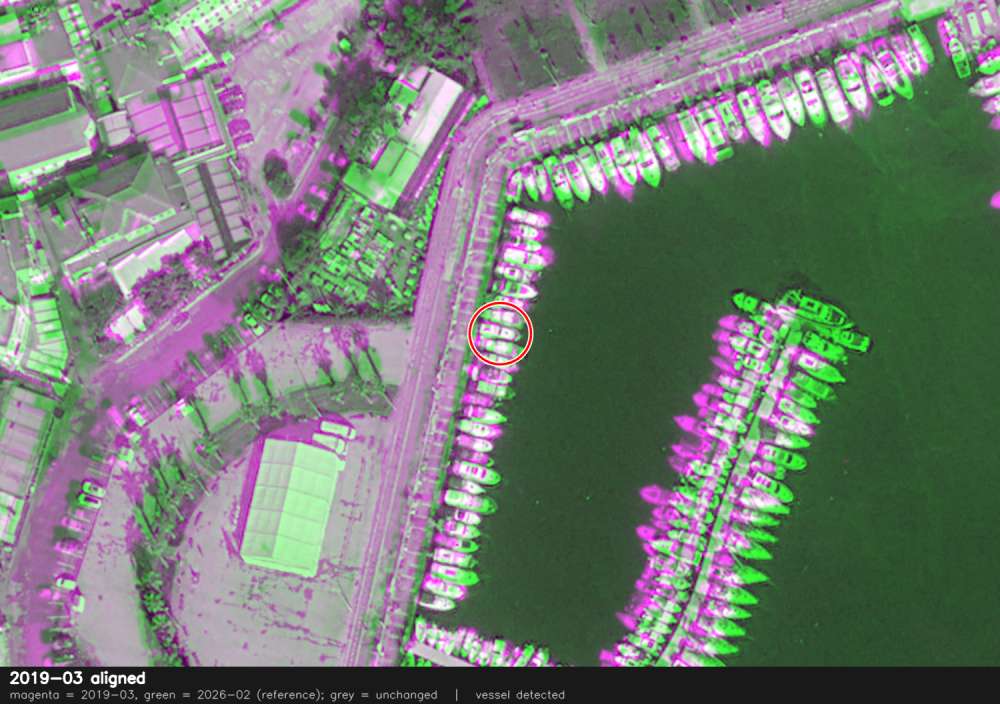 2019-03 aligned
magenta = 2019-03, green = 2026-02 (reference); grey = unchanged | vessel detected